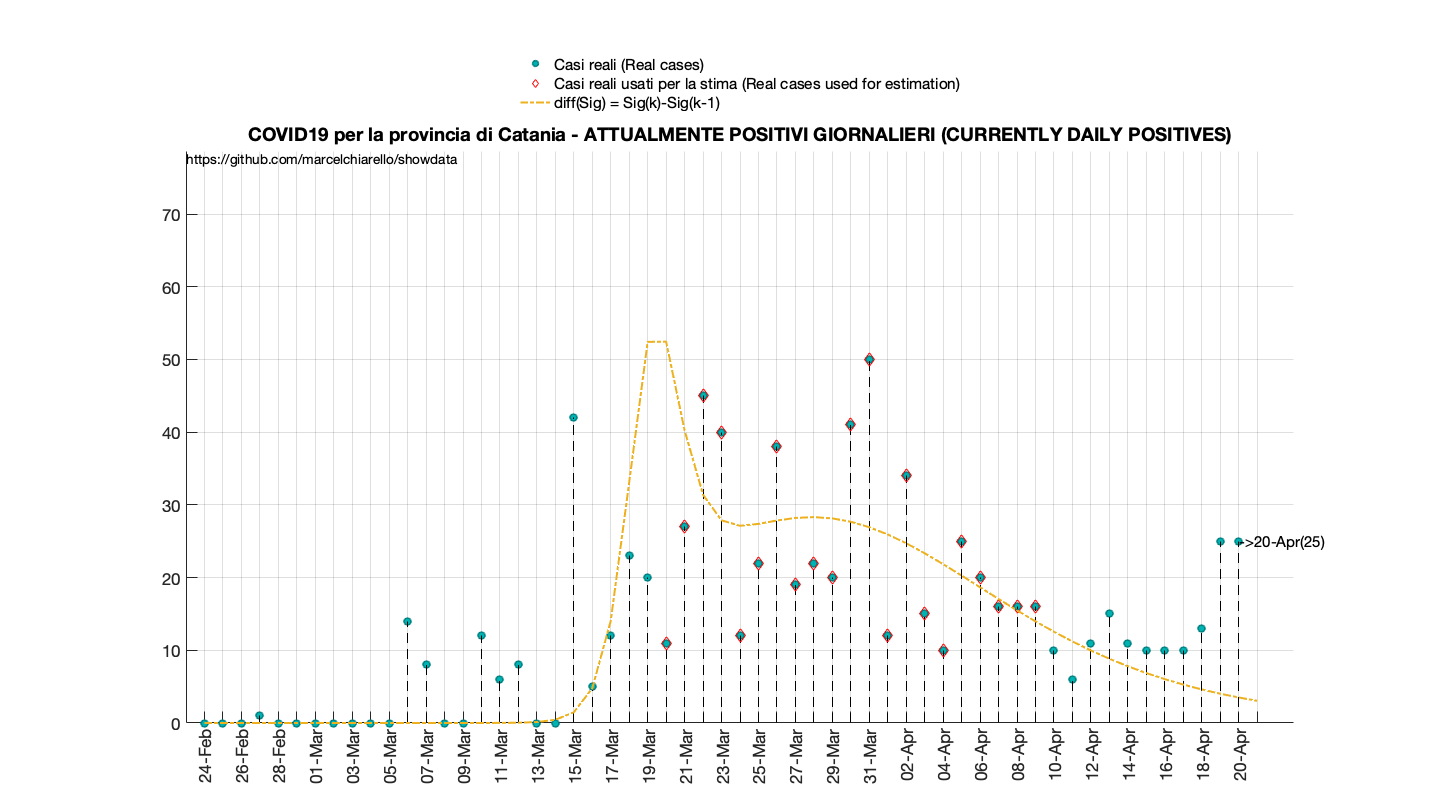 Casi reali (Real cases)
Casi reali usati per la stima (Real cases used for estimation)
diff(Sig) = Sig(k)-Sig(k-1)
COVID19 per la provincia di Catania - ATTUALMENTE POSITIVI GIORNALIERI (CURRENTLY DAILY POSITIVES)
https://github.com/marcelchiarello/showdata
70
60
50
40
30
20
10
0
->20-Apr(25)
24-Feb
26-Feb
28-Feb
01-Mar
03-Mar
05-Mar
07-Mar
09-Mar
11-Mar
13-Mar
15-Mar
17-Mar
19-Mar
21-Mar
23-Mar
25-Mar
27-Mar
29-Mar
31-Mar
02-Apr
04-Apr
06-Apr
08-Apr
10-Apr
12-Apr
14-Apr
16-Apr
18-Apr
20-Apr